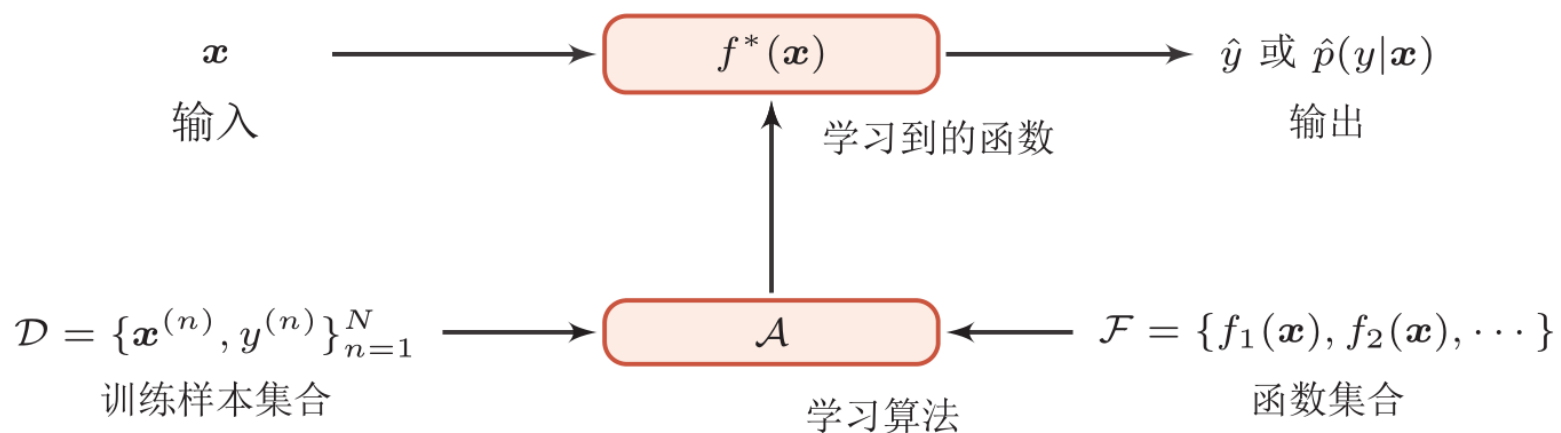 x
f*(x)
ŷ 或 p̂(y|x)
输入
学习到的函数
输出
D = {x^(n), y^(n)}_{n=1}^N
A
F = {f₁(x), f₂(x), ···}
训练样本集合
学习算法
函数集合